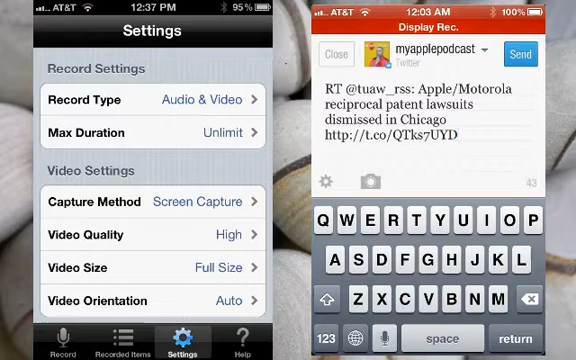 AT&T 12:37 PM 95%
Settings
Record Settings
Record Type Audio & Video
Max Duration Unlimit
Video Settings
Capture Method Screen Capture
Video Quality High
Video Size Full Size
Video Orientation Auto
Record Recorded Items Settings Help
AT&T 12:03 AM 100%
Display Rec.
Close myapplepodcast Send
Twitter
RT @tuaw_rss: Apple/Motorola
reciprocal patent lawsuits
dismissed in Chicago
http://t.co/QTks7UYD
43
Q W E R T Y U I O P
A S D F G H J K L
Z X C V B N M
123 space return